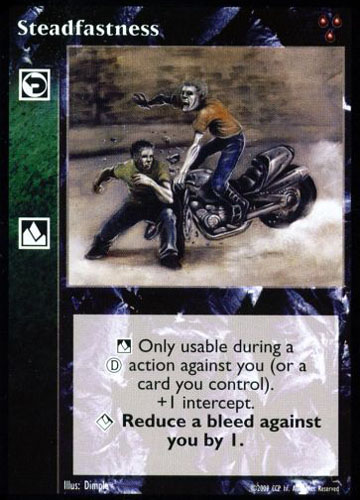 Steadfastness
Only usable during a
D action against you (or a
card you control).
+1 intercept.
Reduce a bleed against
you by 1.
Illus: Dimple
Reserved